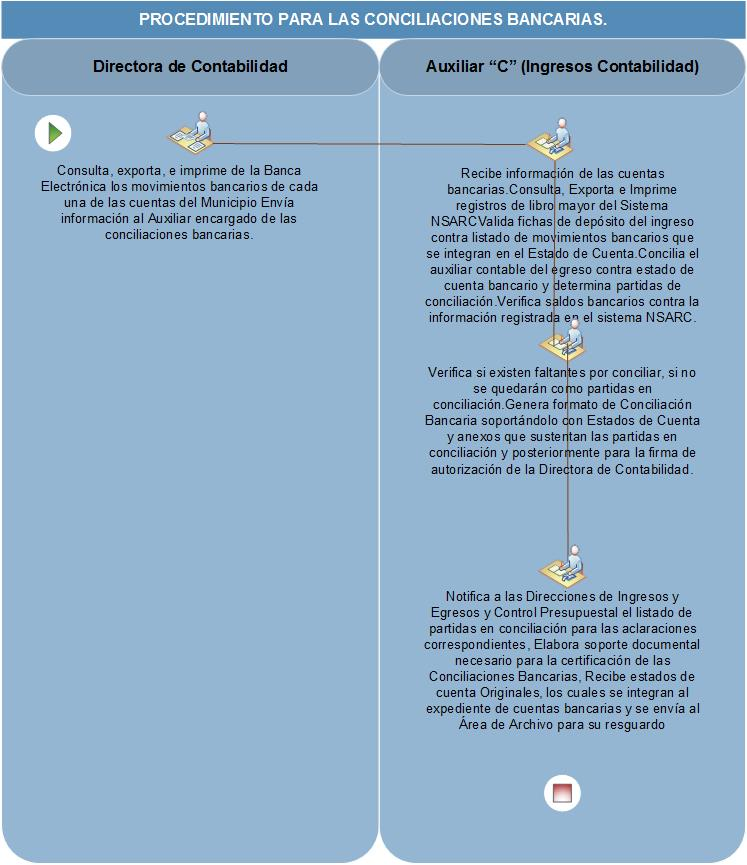 PROCEDIMIENTO PARA LAS CONCILIACIONES BANCARIAS.
Directora de Contabilidad
Consulta, exporta, e imprime de la Banca
Electrónica los movimientos bancarios de cada
una de las cuentas del Municipio Envía
información al Auxiliar encargado de las
conciliaciones bancarias.
Auxiliar “C” (Ingresos Contabilidad)
Recibe información de las cuentas
bancarias.Consulta, Exporta e Imprime
registros de libro mayor del Sistema
NSARCValida fichas de depósito del ingreso
contra listado de movimientos bancarios que
se integran en el Estado de Cuenta.Concilia el
auxiliar contable del egreso contra estado de
cuenta bancario y determina partidas de
conciliación.Verifica saldos bancarios contra la
información registrada en el sistema NSARC.
Verifica si existen faltantes por conciliar, si no
se quedarán como partidas en
conciliación.Genera formato de Conciliación
Bancaria soportándolo con Estados de Cuenta
y anexos que sustentan las partidas en
conciliación y posteriormente para la firma de
autorización de la Directora de Contabilidad.
Notifica a las Direcciones de Ingresos y
Egresos y Control Presupuestal el listado de
partidas en conciliación para las aclaraciones
correspondientes, Elabora soporte documental
necesario para la certificación de las
Conciliaciones Bancarias, Recibe estados de
cuenta Originales, los cuales se integran al
expediente de cuentas bancarias y se envía al
Área de Archivo para su resguardo